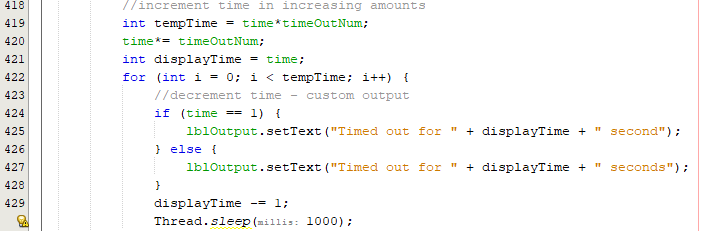 418 //increment time in increasing amounts
419 int tempTime = time*timeOutNum;
420 time*= timeOutNum;
421 int displayTime = time;
422 for (int i = 0; i < tempTime; i++) {
423 //decrement time - custom output
424 if (time == 1) {
425 lblOutput.setText("Timed out for " + displayTime + " second");
426 } else {
427 lblOutput.setText("Timed out for " + displayTime + " seconds");
428 }
429 displayTime -= 1;
Thread.sleep(millis: 1000);